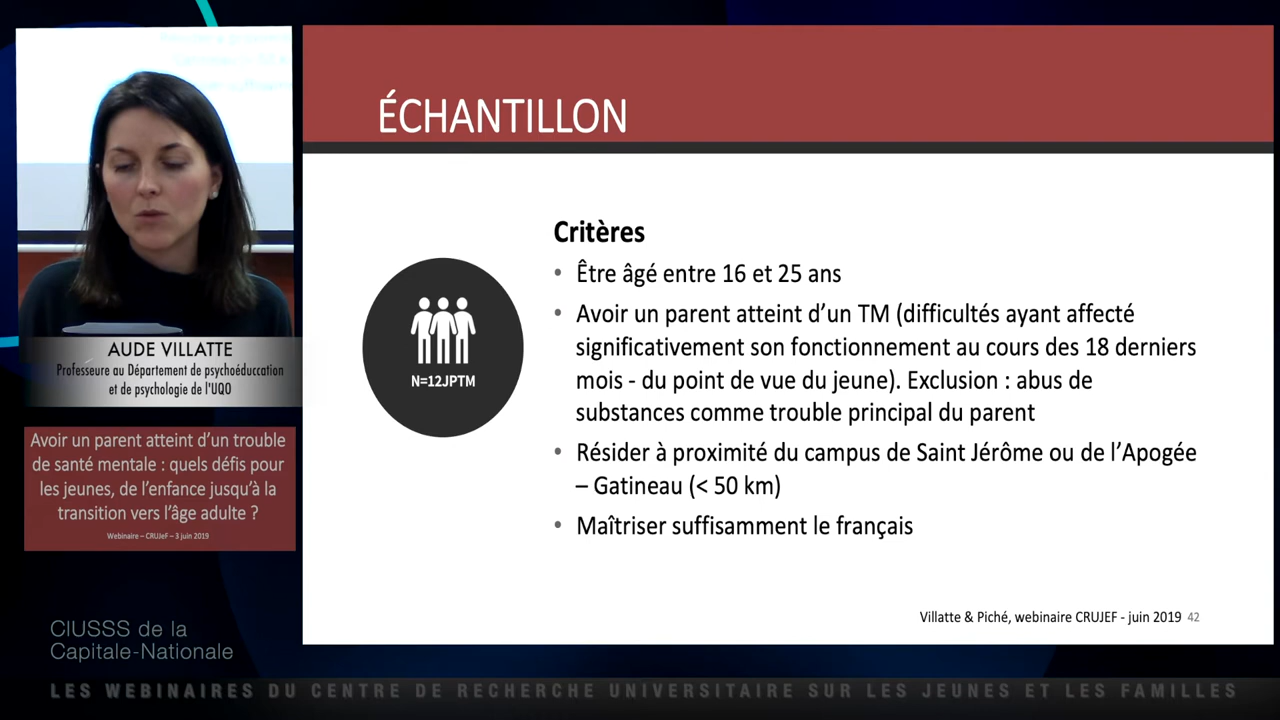 ÉCHANTILLON
Critères
• Être âgé entre 16 et 25 ans
• Avoir un parent atteint d’un TM (difficultés ayant affecté
significativement son fonctionnement au cours des 18 derniers
mois - du point de vue du jeune). Exclusion : abus de
substances comme trouble principal du parent
• Résider à proximité du campus de Saint Jérôme ou de l’Apogée
– Gatineau (< 50 km)
• Maîtriser suffisamment le français
N=12JPTM
Villatte & Piché, webinaire CRUJEF - juin 2019 42
AUDE VILLATTE
Professeure au Département de psychoéduccation
et de psychologie de l'UQO
Avoir un parent atteint d’un trouble
de santé mentale : quels défis pour
les jeunes, de l’enfance jusqu’à la
transition vers l’âge adulte ?
Webinaire – CRUJeF – 3 juin 2019
CIUSSS de la
Capitale-Nationale
LES WEBINAIRES DU CENTRE DE RECHERCHE UNIVERSITAIRE SUR LES JEUNES ET LES FAMILLES